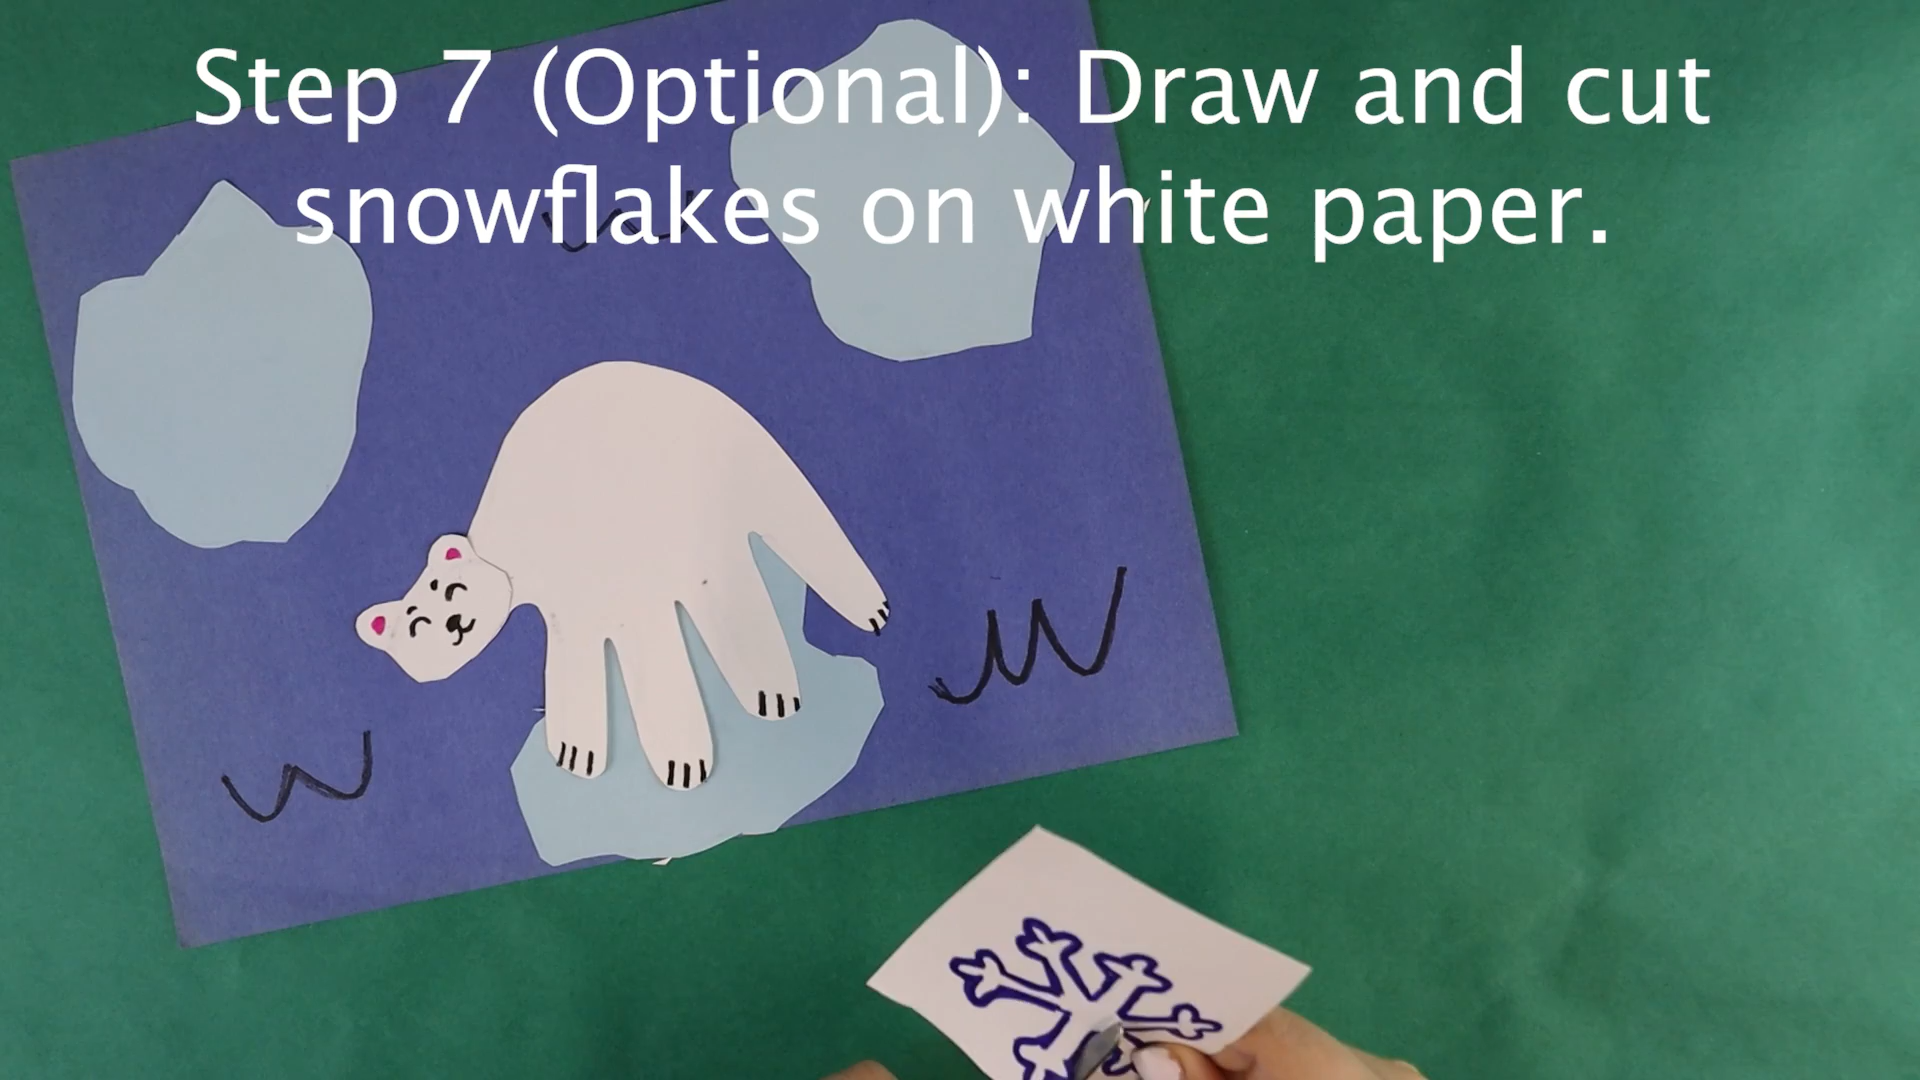 Step 7 (Optional): Draw and cut
snowflakes on white paper.